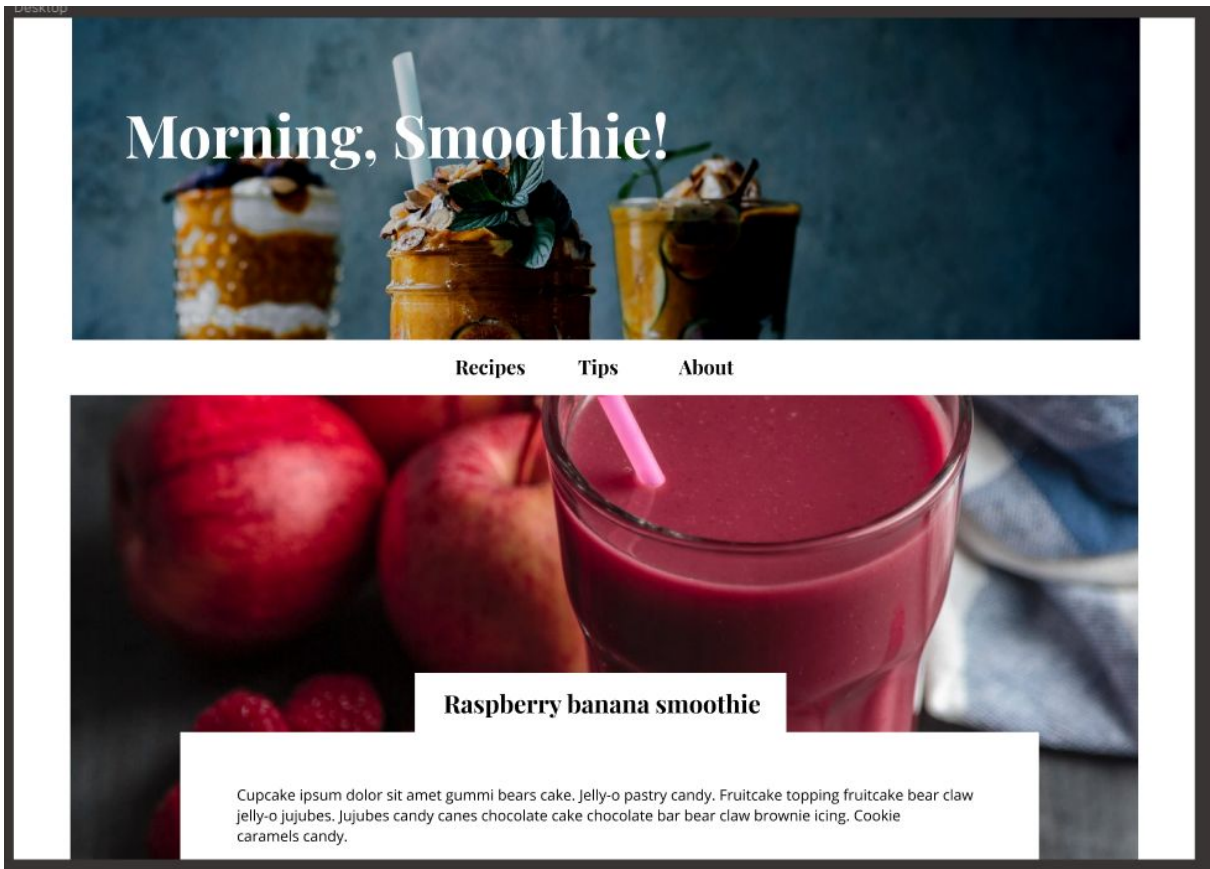 Desktop
Morning, Smoothie!
Recipes Tips About
Raspberry banana smoothie
Cupcake ipsum dolor sit amet gummi bears cake. Jelly-o pastry candy. Fruitcake topping fruitcake bear claw
jelly-o jujubes. Jujubes candy canes chocolate cake chocolate bar bear claw brownie icing. Cookie
caramels candy.